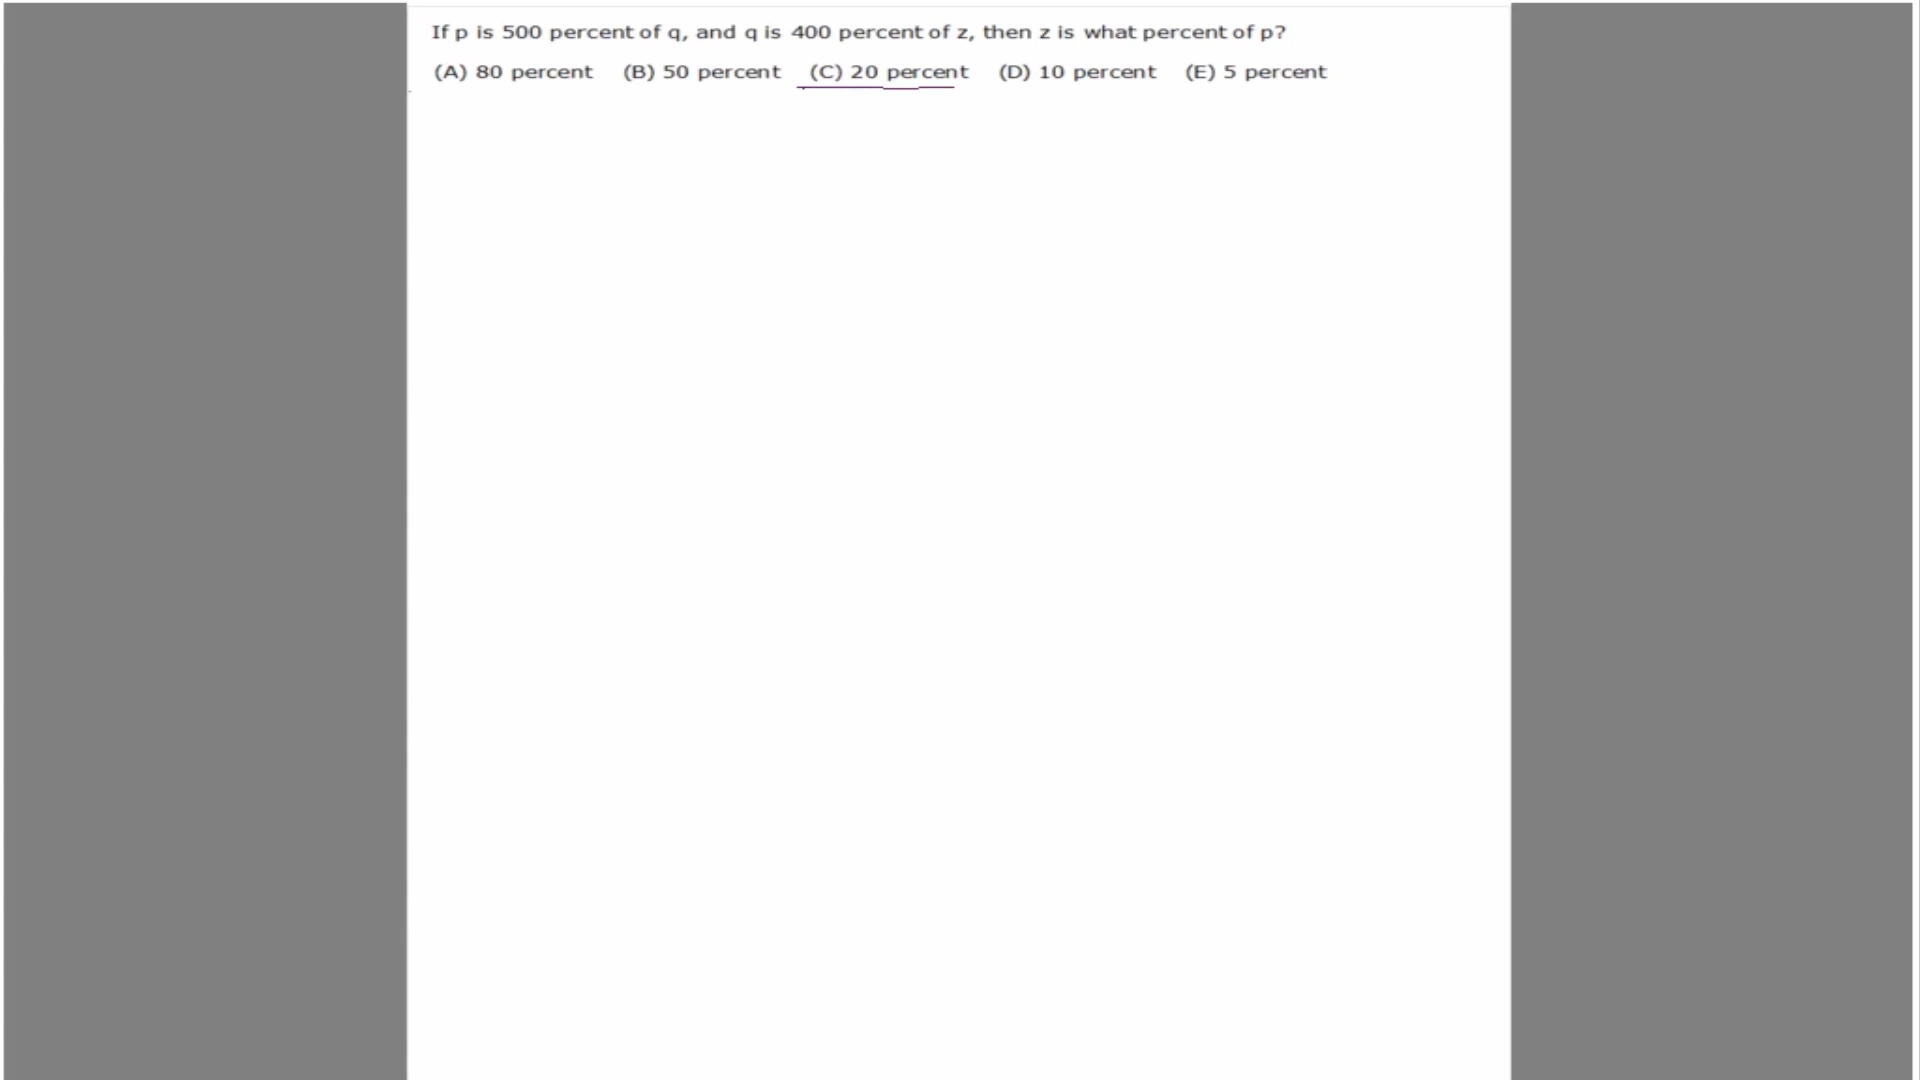 If p is 500 percent of q, and q is 400 percent of z, then z is what percent of p?
(A) 80 percent (B) 50 percent (C) 20 percent (D) 10 percent (E) 5 percent